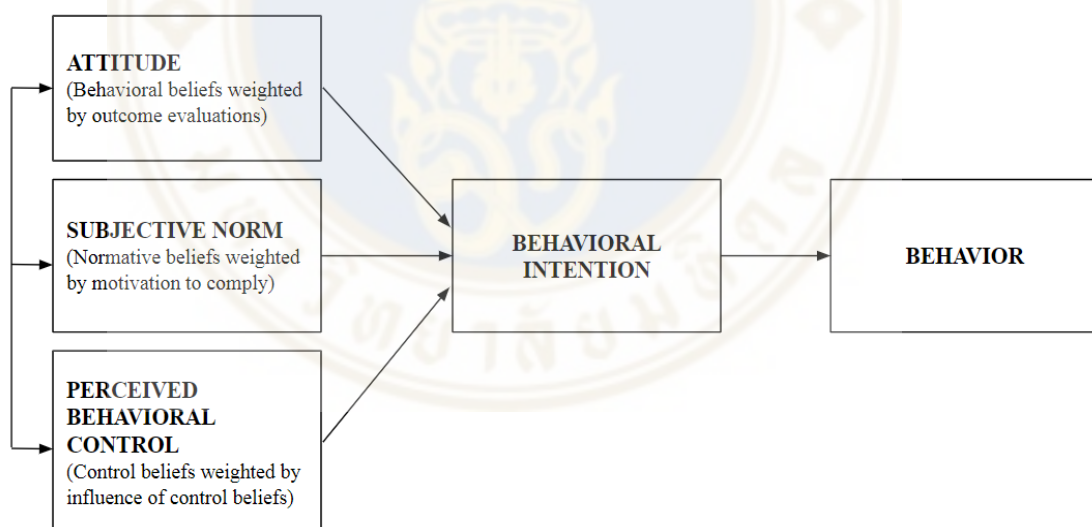 ATTITUDE
(Behavioral beliefs weighted
by outcome evaluations)
SUBJECTIVE NORM
(Normative beliefs weighted
by motivation to comply)
PERCEIVED
BEHAVIORAL
CONTROL
(Control beliefs weighted by
influence of control beliefs)
BEHAVIORAL
INTENTION
BEHAVIOR